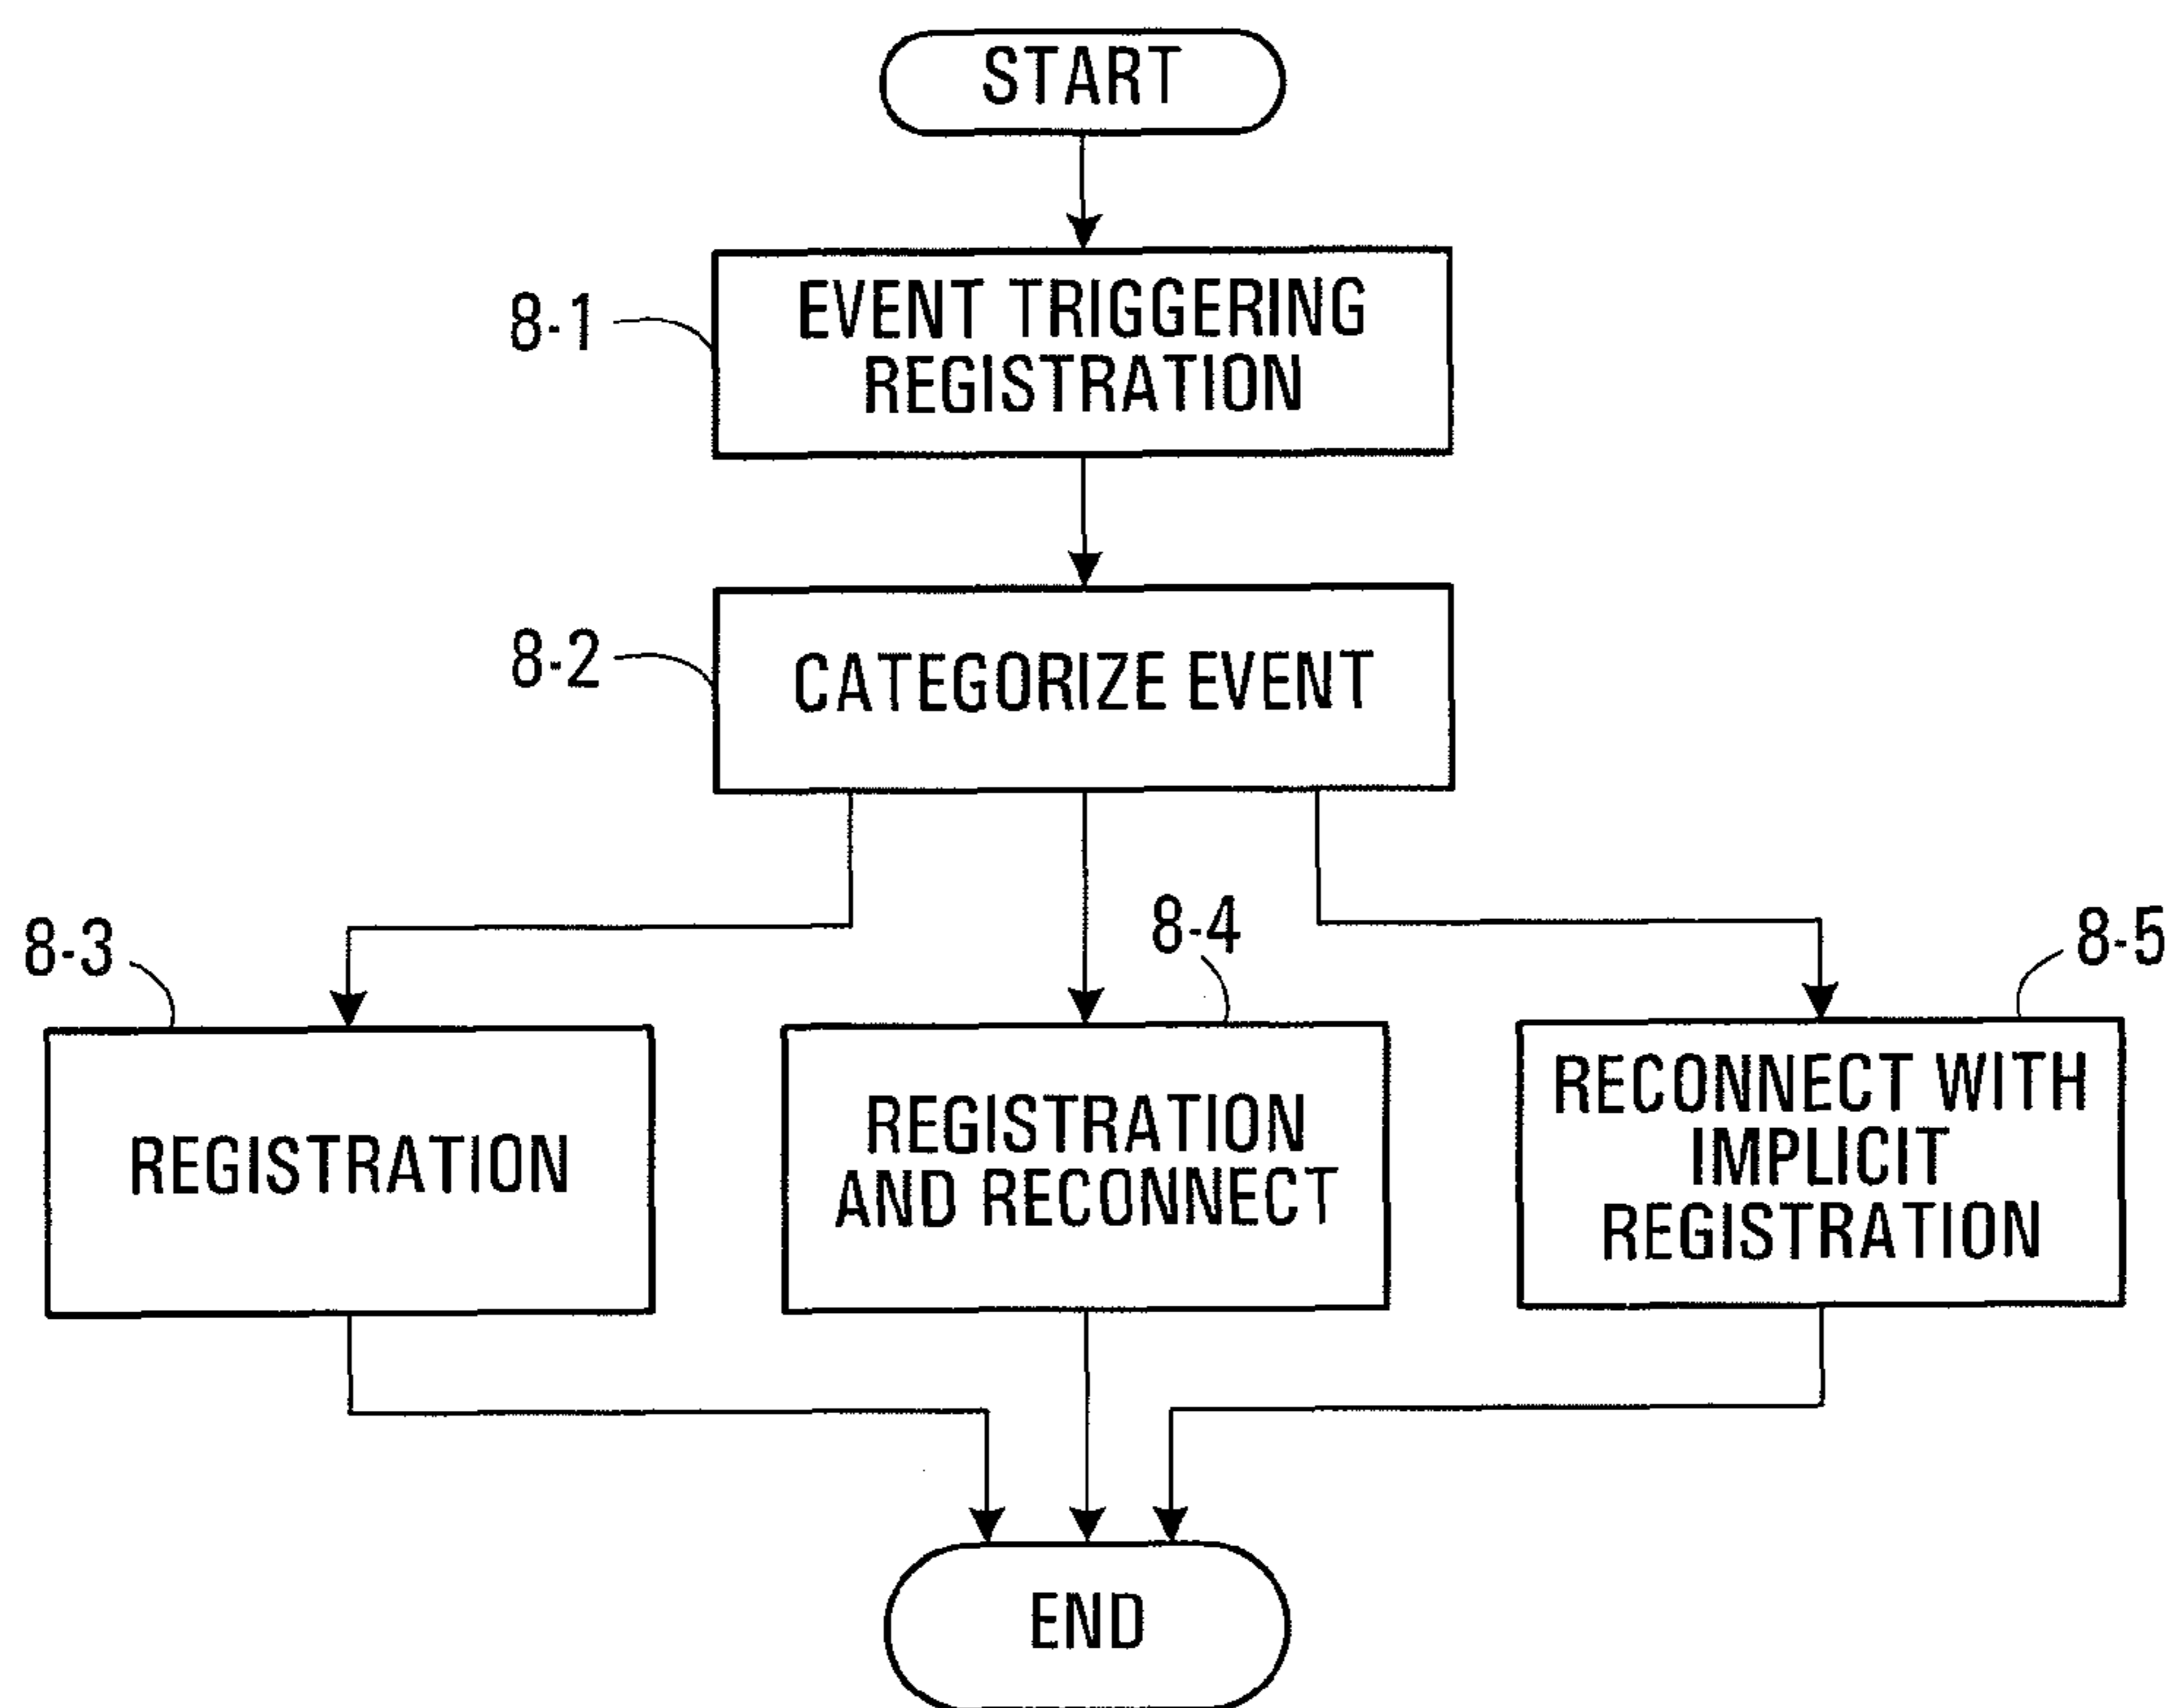 START
8-1
EVENT TRIGGERING
REGISTRATION
8-2
CATEGORIZE EVENT
8-3
8-4
8-5
REGISTRATION
REGISTRATION
AND RECONNECT
RECONNECT WITH
IMPLICIT
REGISTRATION
END